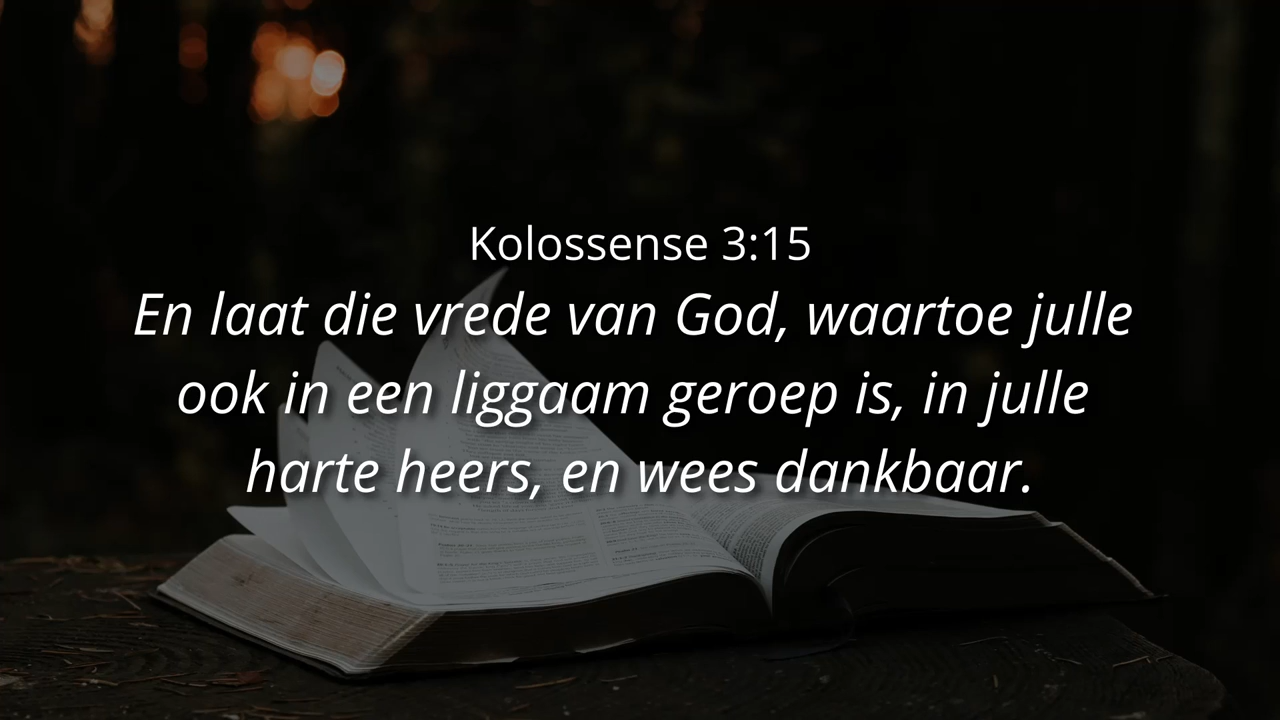 Kolossense 3:15
En laat die vrede van God, waartoe julle
ook in een liggaam geroep is, in julle
harte heers, en wees dankbaar.